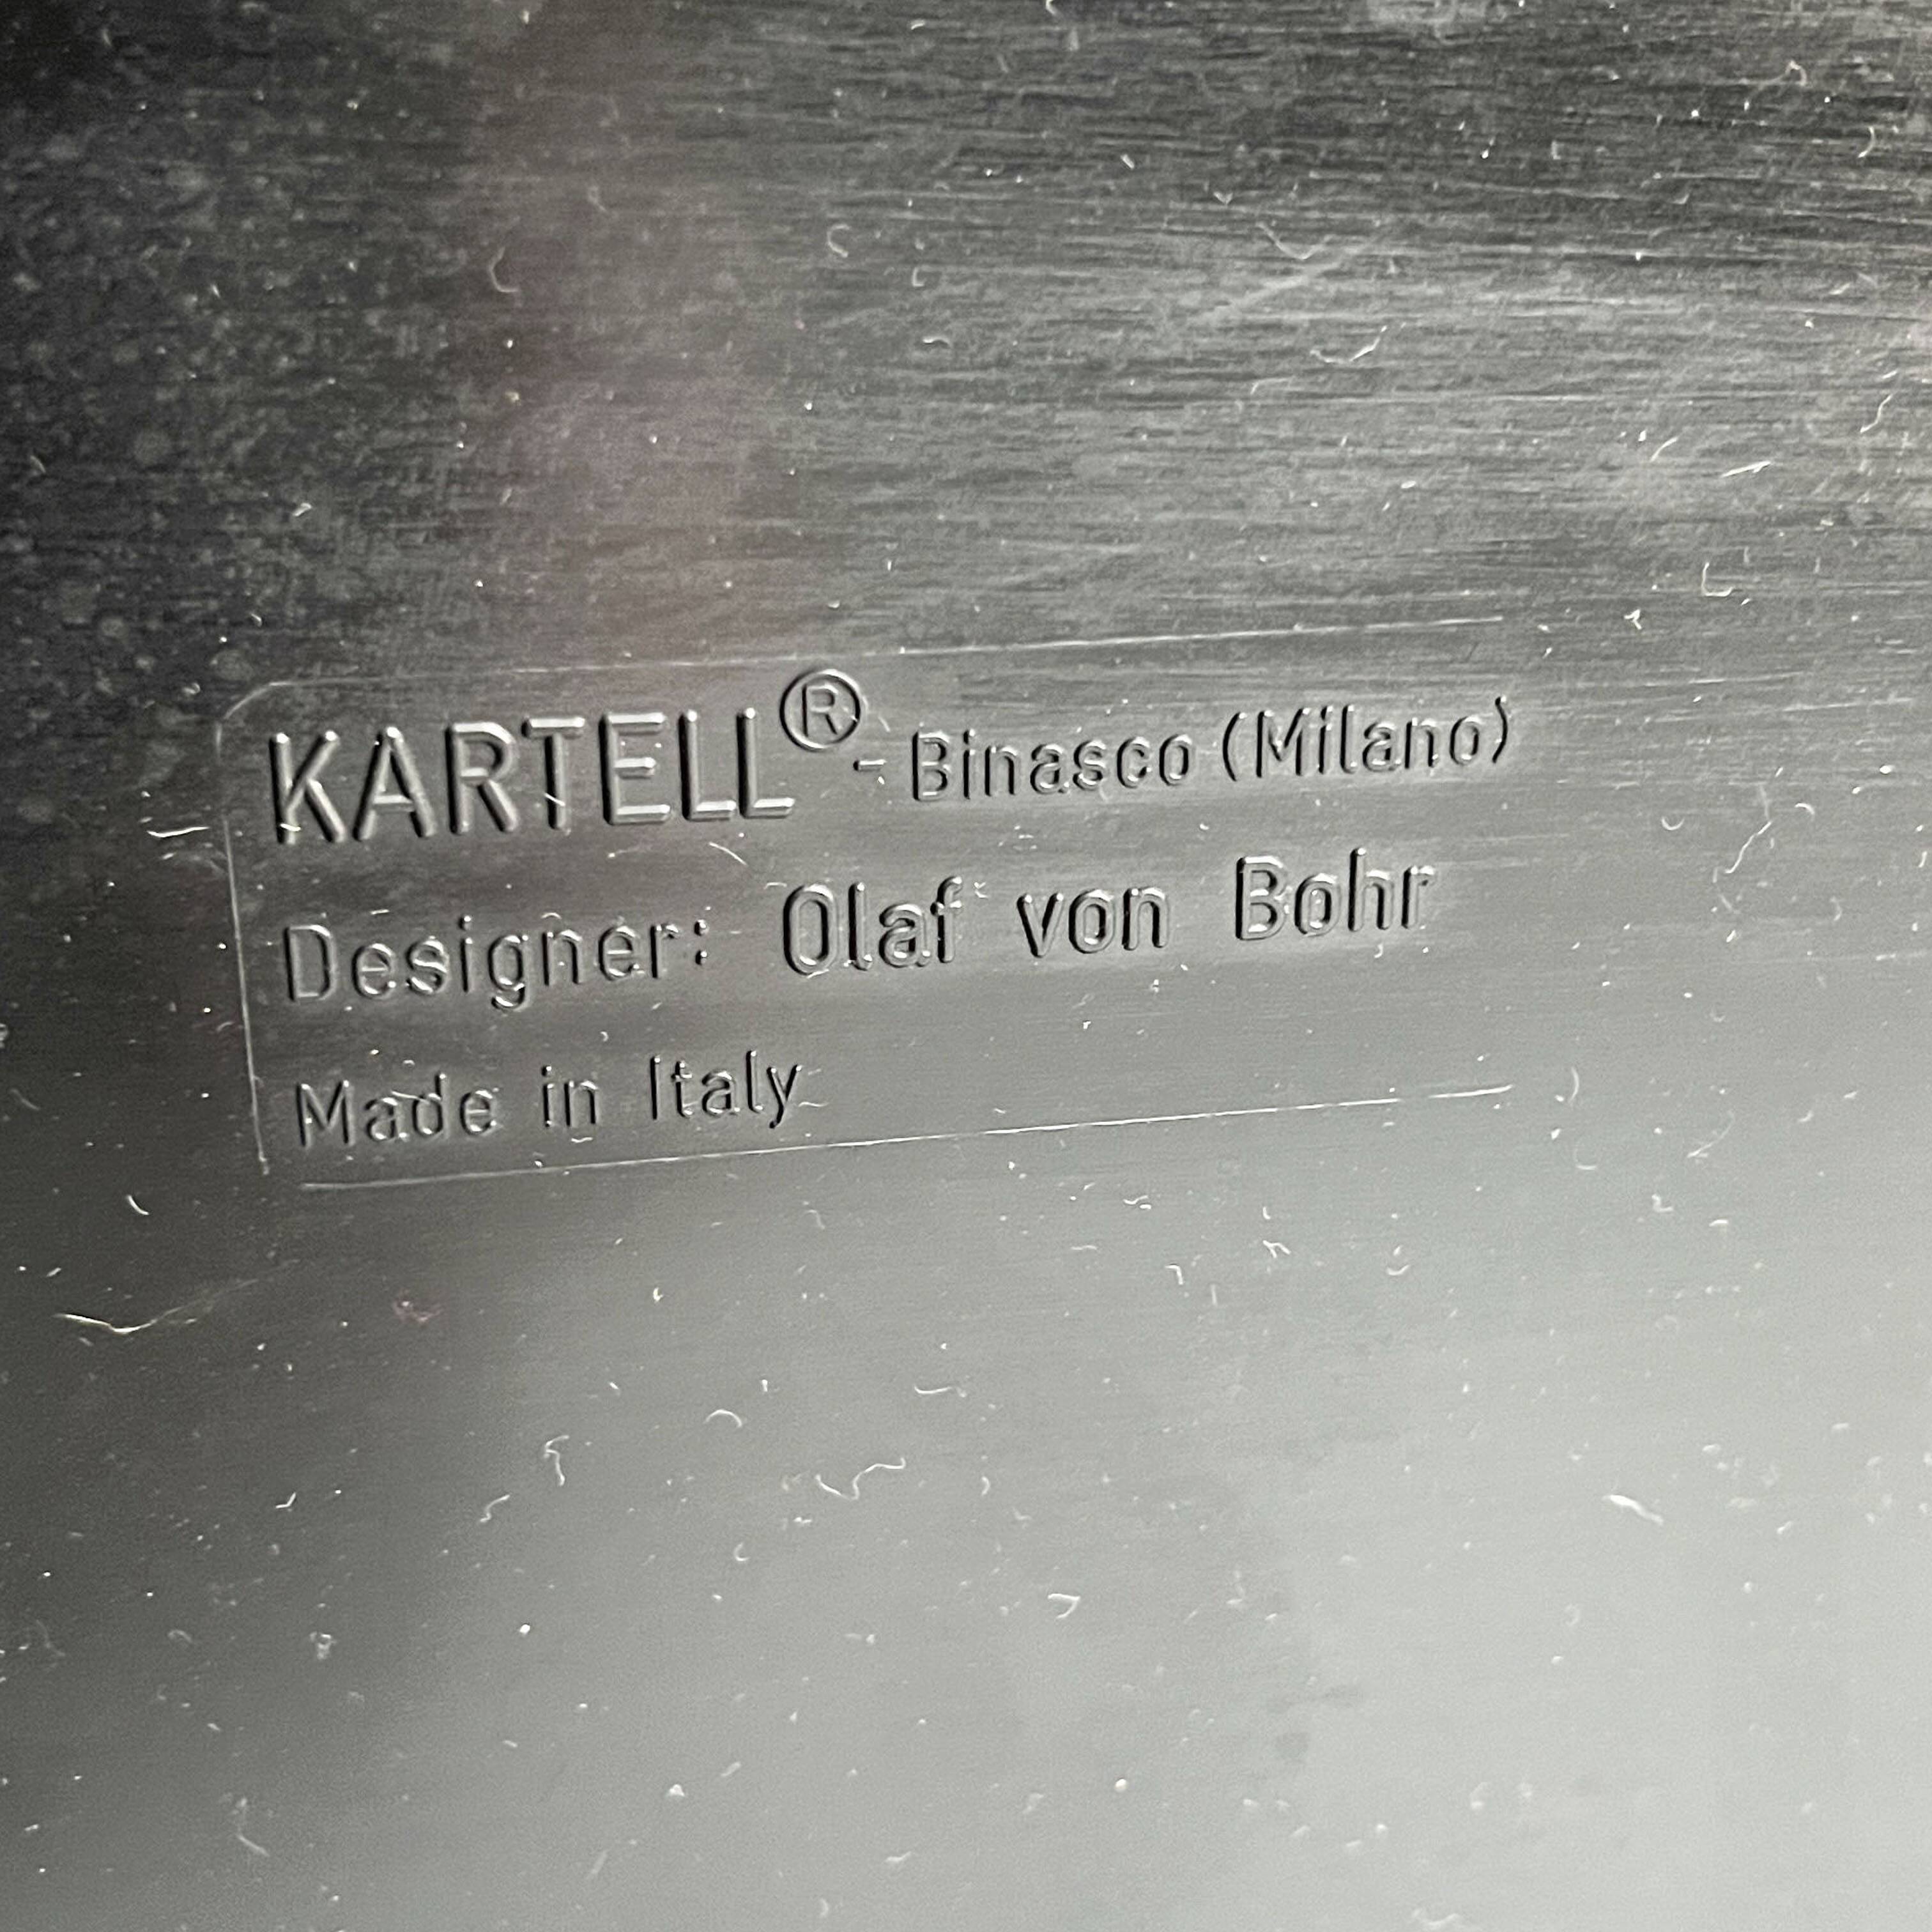 KARTELL® - Binasco (Milano)
Designer: Olaf von Bohr
Made in Italy